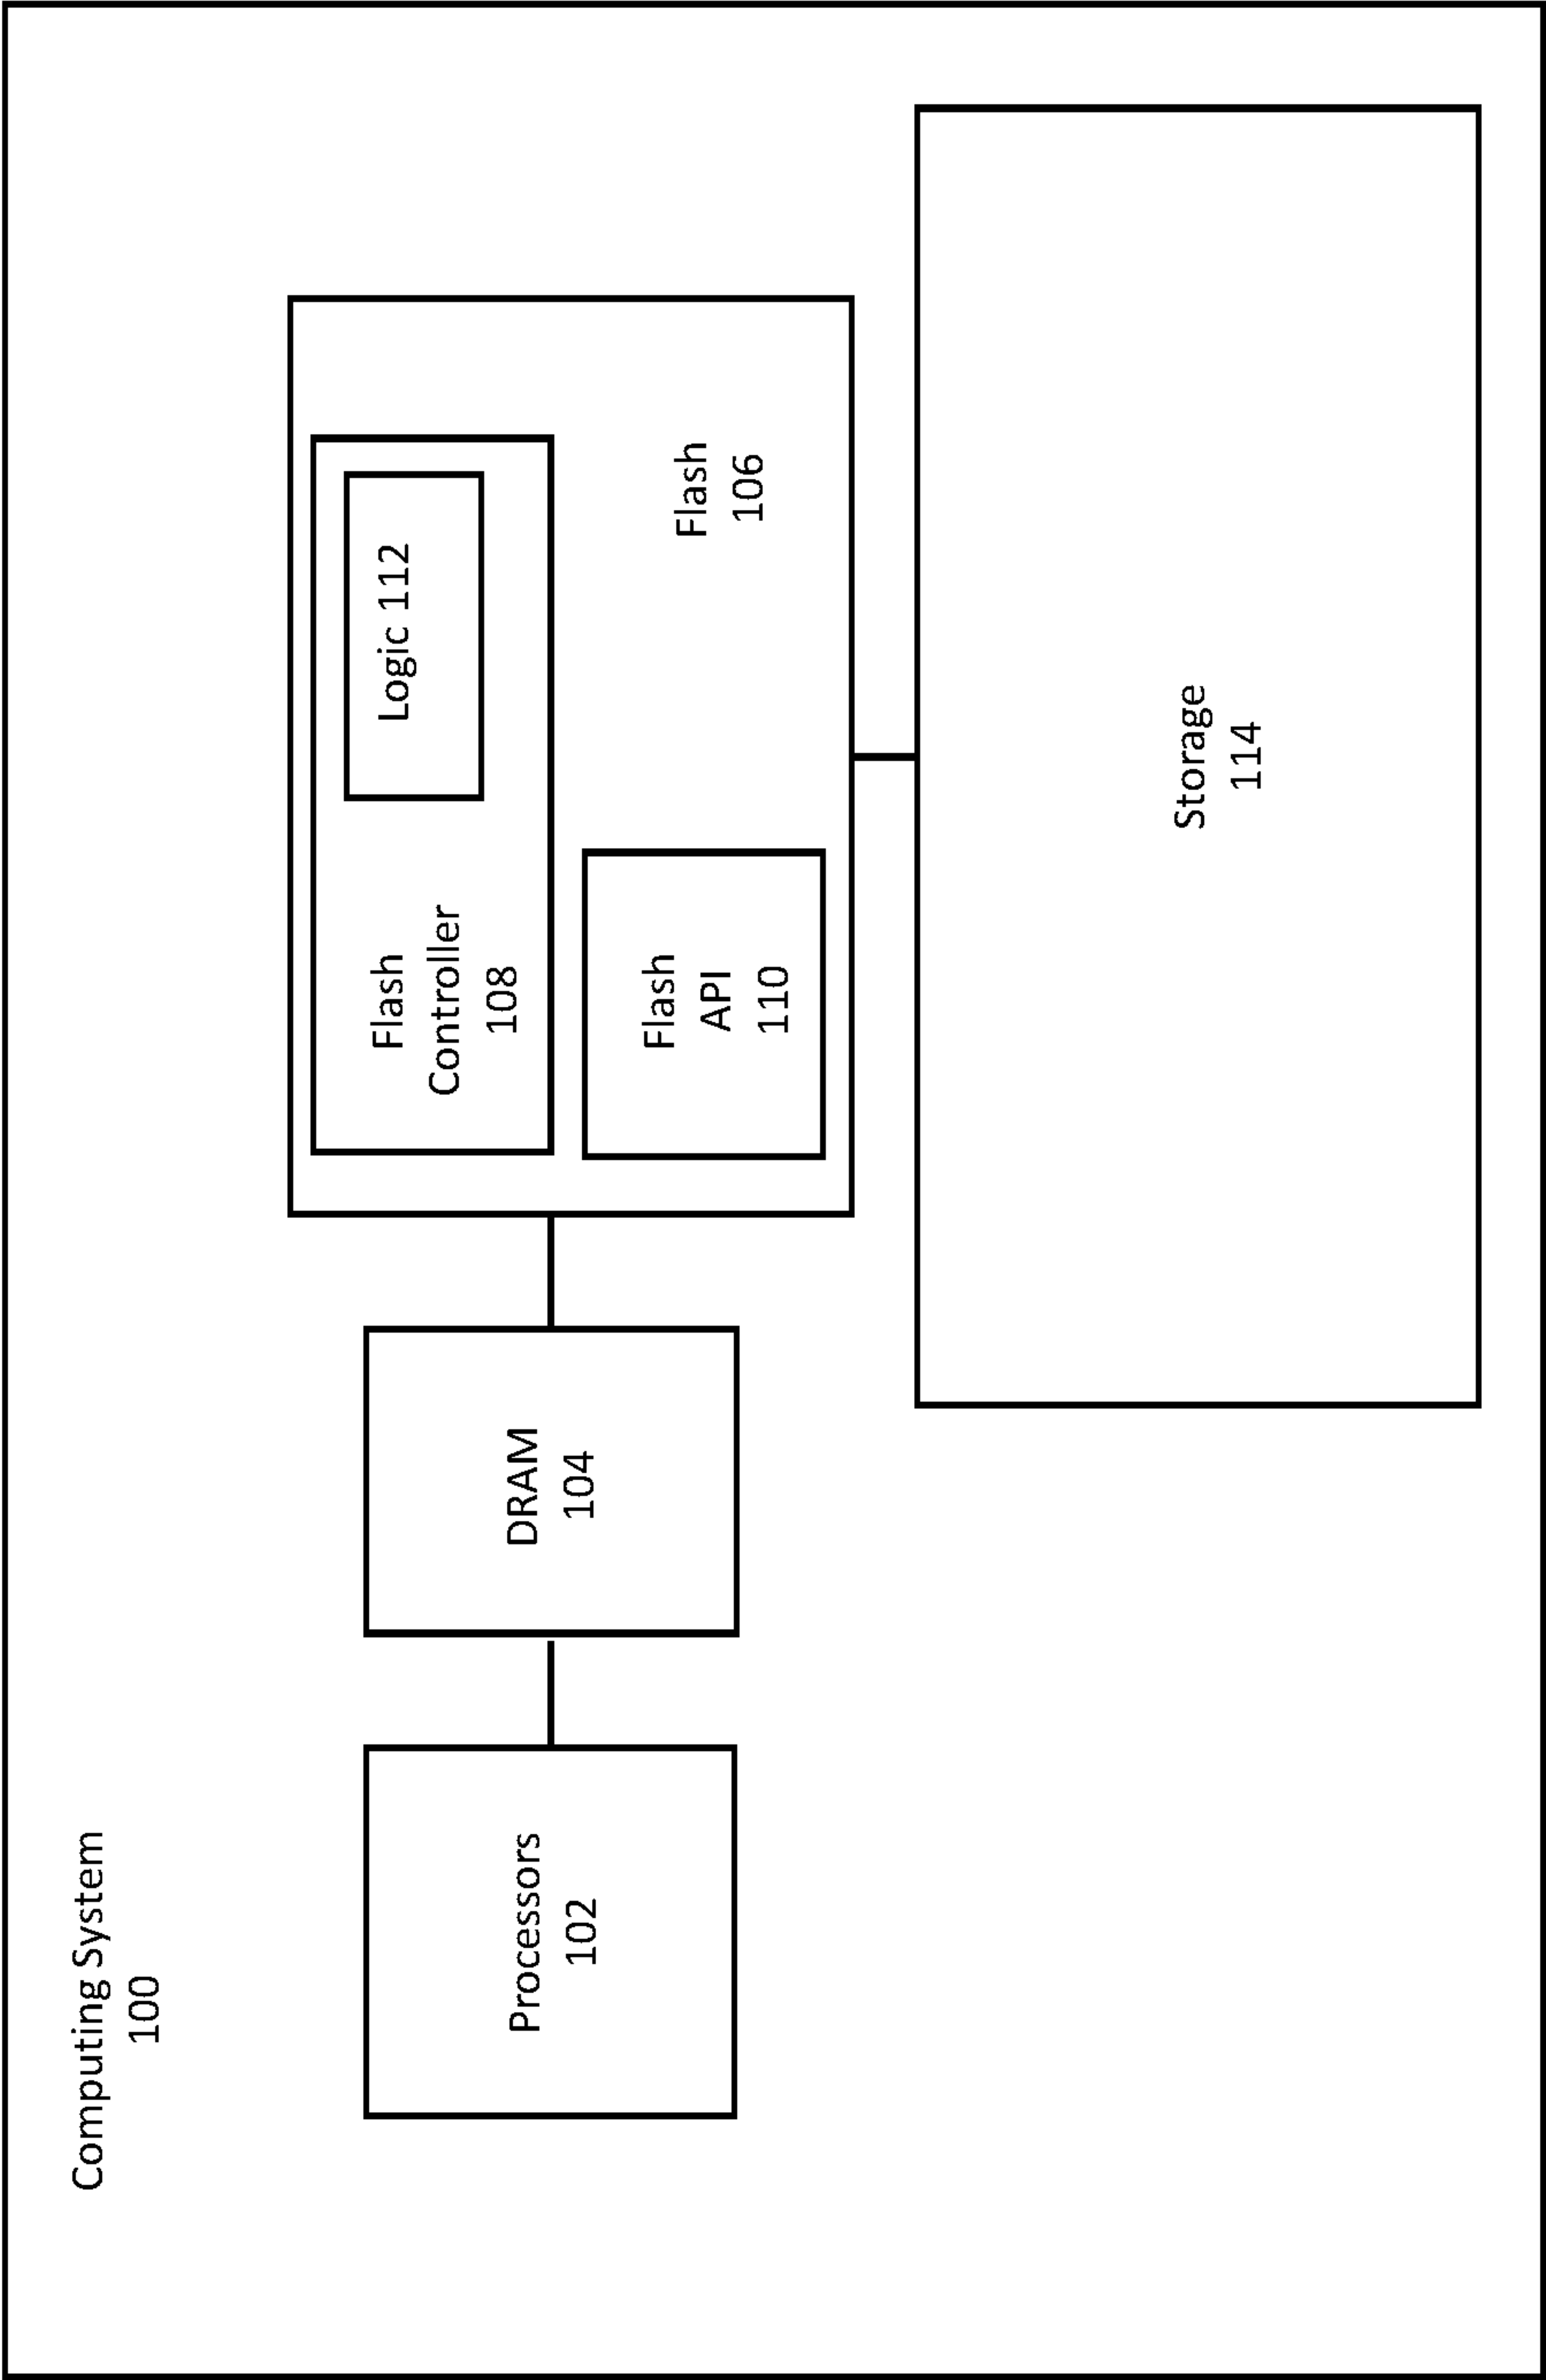 Computing System
100
Processors
102
DRAM
104
Flash
Controller
108
Logic 112
Flash
API
110
Flash
106
Storage
114